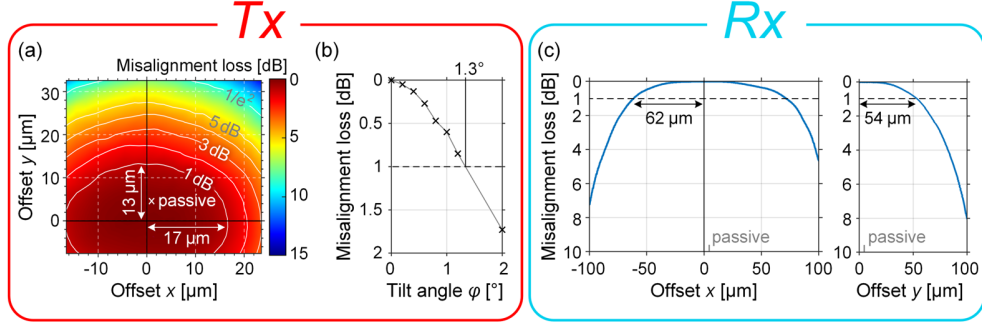 Tx
Rx
(a)
Misalignment loss [dB]
Offset y [µm]
30
20
10
0
-10
0
10
20
Offset x [µm]
1/e²
5 dB
3 dB
1 dB
13 µm
× passive
17 µm
0
5
10
15
(b)
1.3°
Misalignment loss [dB]
0
0.5
1
1.5
2
0
1
2
Tilt angle φ [°]
(c)
Misalignment loss [dB]
0
1
2
4
6
8
10
62 µm
passive
-100
-50
0
50
100
Offset x [µm]
0
1
2
4
6
8
10
54 µm
passive
0
50
100
Offset y [µm]